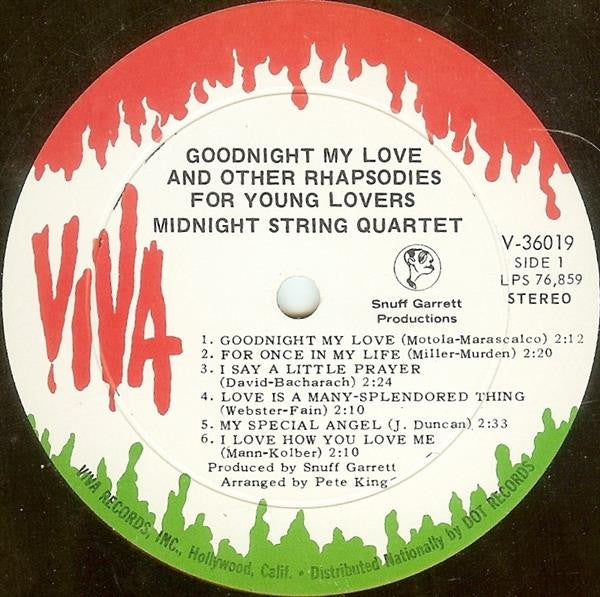 GOODNIGHT MY LOVE
AND OTHER RHAPSODIES
FOR YOUNG LOVERS
MIDNIGHT STRING QUARTET
VIVA
V-36019
SIDE 1
LPS 76,859
STEREO
Snuff Garrett
Productions
1. GOODNIGHT MY LOVE (Motola-Marascalco) 2:12
2. FOR ONCE IN MY LIFE (Miller-Murden) 2:20
3. I SAY A LITTLE PRAYER
(David-Bacharach) 2:24
4. LOVE IS A MANY-SPLENDORED THING
(Webster-Fain) 2:10
5. MY SPECIAL ANGEL (J. Duncan) 2:33
6. I LOVE HOW YOU LOVE ME
(Mann-Kolber) 2:10
Produced by Snuff Garrett
Arranged by Pete King
VIVA RECORDS, INC., Hollywood, Calif. • Distributed Nationally by DOT RECORDS